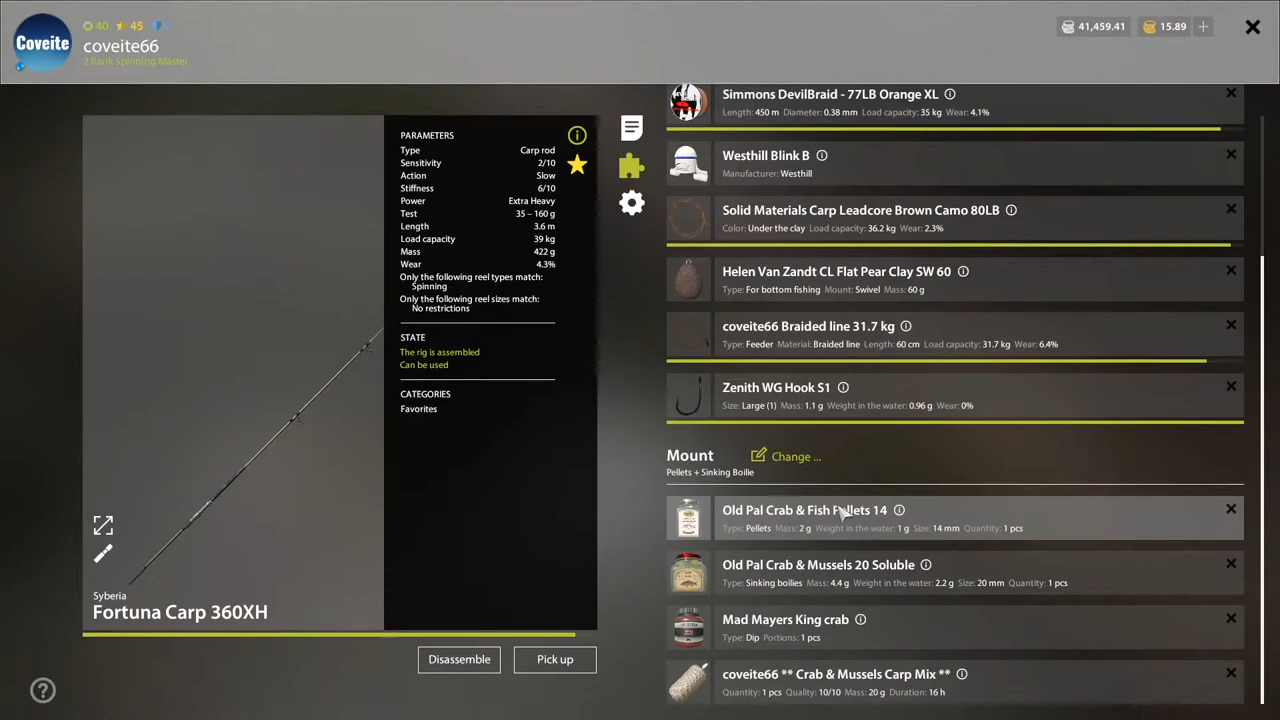 Coveite
40 45
coveite66
2 Rank Spinning Master
41,459.41 15.89 +
PARAMETERS
Type Carp rod
Sensitivity 2/10
Action Slow
Stiffness 6/10
Power Extra Heavy
Test 35 – 160 g
Length 3.6 m
Load capacity 39 kg
Mass 422 g
Wear 4.3%
Only the following reel types match:
Spinning
Only the following reel sizes match:
No restrictions
STATE
The rig is assembled
Can be used
CATEGORIES
Favorites
Syberia
Fortuna Carp 360XH
Disassemble Pick up
?
Simmons DevilBraid - 77LB Orange XL
Length: 450 m Diameter: 0.38 mm Load capacity: 35 kg Wear: 4.1%
Westhill Blink B
Manufacturer: Westhill
Solid Materials Carp Leadcore Brown Camo 80LB
Color: Under the clay Load capacity: 36.2 kg Wear: 2.3%
Helen Van Zandt CL Flat Pear Clay SW 60
Type: For bottom fishing Mount: Swivel Mass: 60 g
coveite66 Braided line 31.7 kg
Type: Feeder Material: Braided line Length: 60 cm Load capacity: 31.7 kg Wear: 6.4%
Zenith WG Hook S1
Size: Large (1) Mass: 1.1 g Weight in the water: 0.96 g Wear: 0%
Mount Change ...
Pellets + Sinking Boilie
Old Pal Crab & Fish Pellets 14
Type: Pellets Mass: 2 g Weight in the water: 1 g Size: 14 mm Quantity: 1 pcs
Old Pal Crab & Mussels 20 Soluble
Type: Sinking boilies Mass: 4.4 g Weight in the water: 2.2 g Size: 20 mm Quantity: 1 pcs
Mad Mayers King crab
Type: Dip Portions: 1 pcs
coveite66 ** Crab & Mussels Carp Mix **
Quantity: 1 pcs Quality: 10/10 Mass: 20 g Duration: 16 h